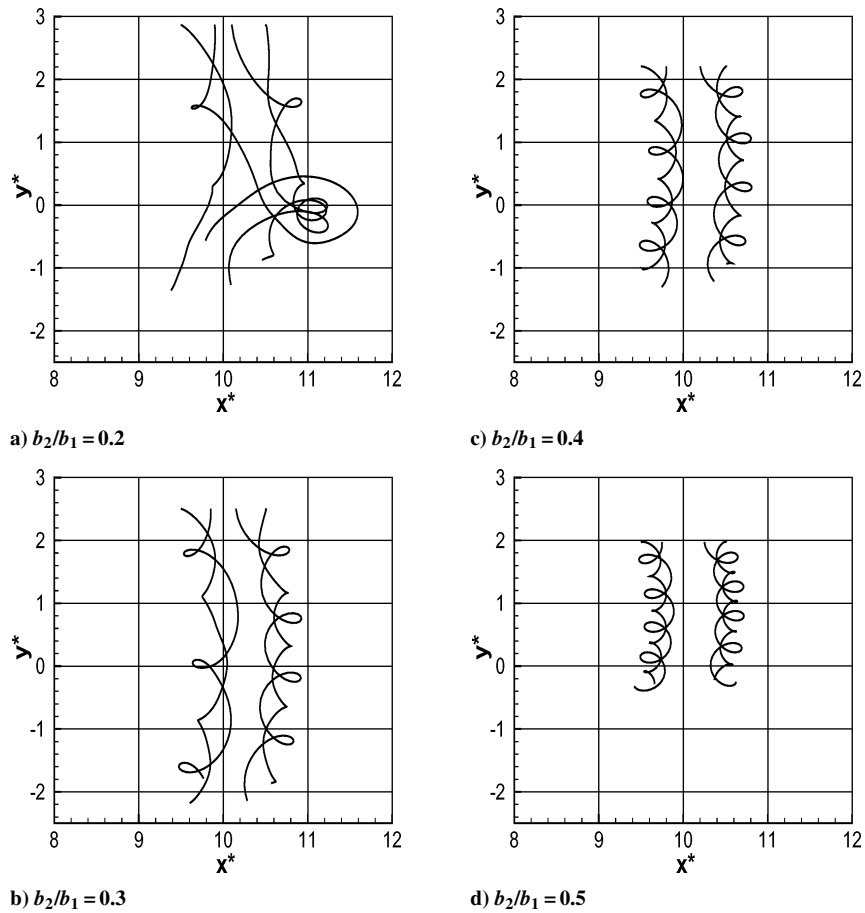 3
2
1
0
-1
-2
8 9 10 11 12
y*
x*
a) b₂/b₁ = 0.2
3
2
1
0
-1
-2
8 9 10 11 12
y*
x*
c) b₂/b₁ = 0.4
3
2
1
0
-1
-2
8 9 10 11 12
y*
x*
b) b₂/b₁ = 0.3
3
2
1
0
-1
-2
8 9 10 11 12
y*
x*
d) b₂/b₁ = 0.5